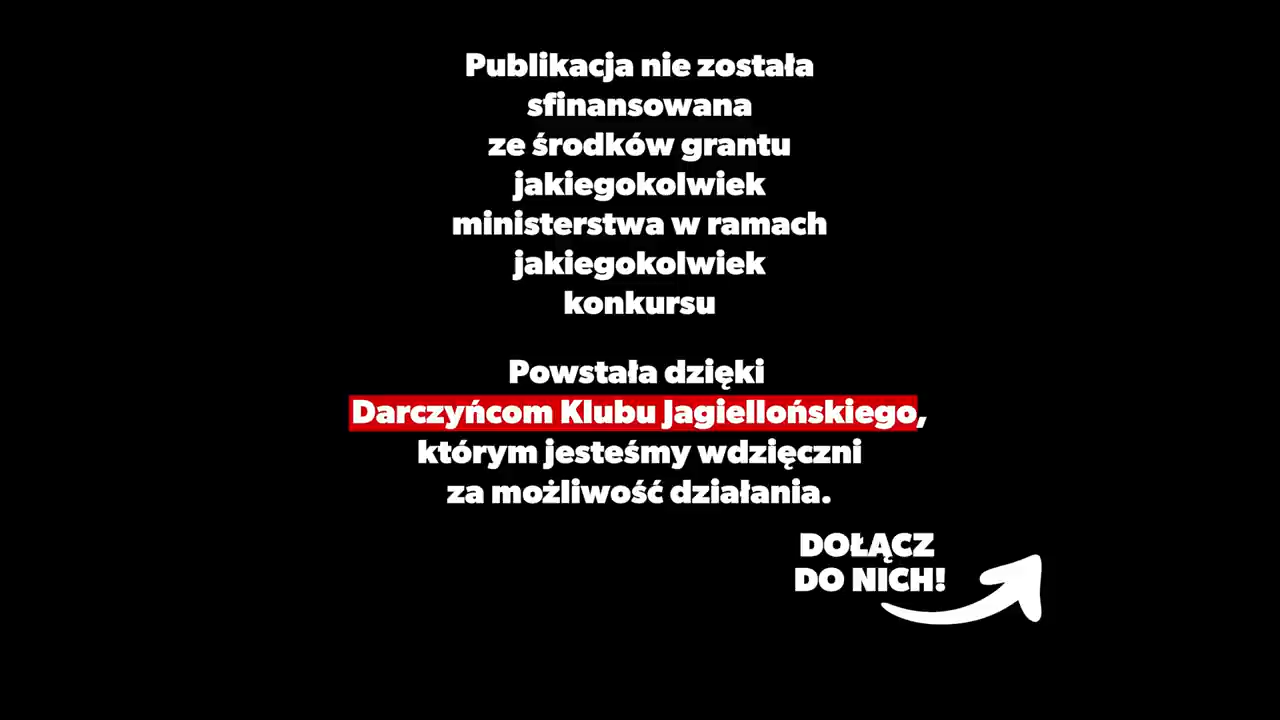 Publikacja nie została
sfinansowana
ze środków grantu
jakiegokolwiek
ministerstwa w ramach
jakiegokolwiek
konkursu
Powstała dzięki
Darczyńcom Klubu Jagiellońskiego,
którym jesteśmy wdzięczni
za możliwość działania.
DOŁĄCZ
DO NICH!